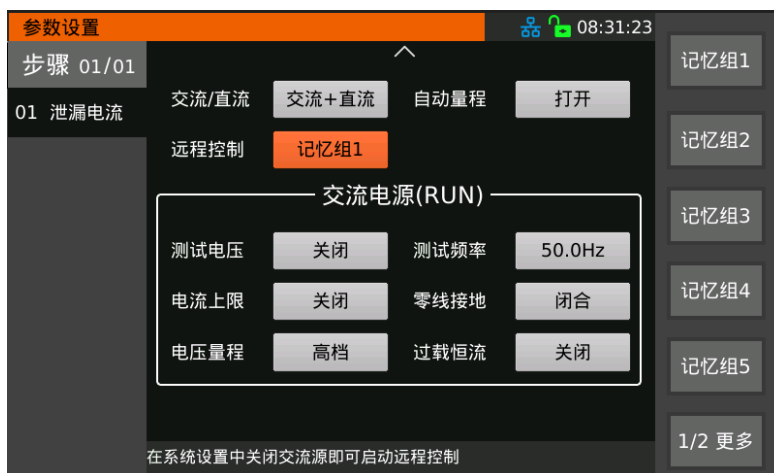 参数设置 08:31:23
步骤 01/01
01 泄漏电流
交流/直流 交流+直流 自动量程 打开
远程控制 记忆组1
交流电源(RUN)
测试电压 关闭 测试频率 50.0Hz
电流上限 关闭 零线接地 闭合
电压量程 高档 过载恒流 关闭
在系统设置中关闭交流源即可启动远程控制
记忆组1
记忆组2
记忆组3
记忆组4
记忆组5
1/2 更多